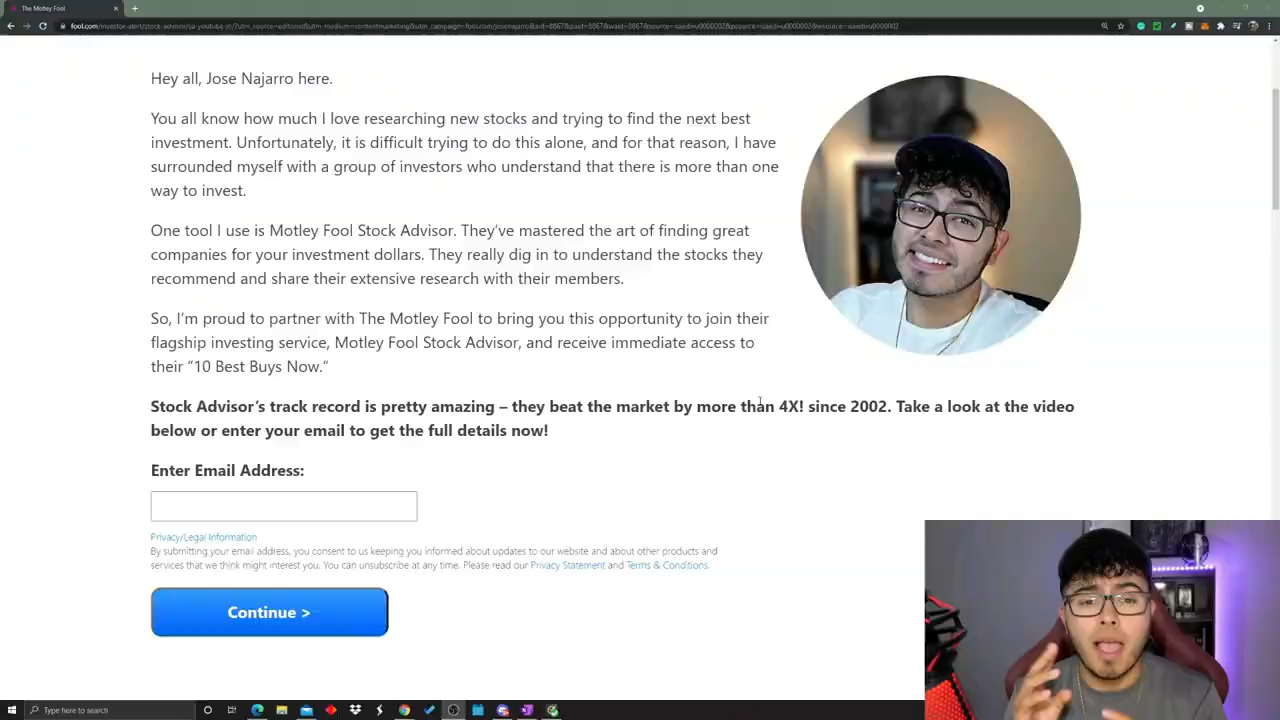 The Motley Fool
Hey all, Jose Najarro here.
You all know how much I love researching new stocks and trying to find the next best
investment. Unfortunately, it is difficult trying to do this alone, and for that reason, I have
surrounded myself with a group of investors who understand that there is more than one
way to invest.
One tool I use is Motley Fool Stock Advisor. They've mastered the art of finding great
companies for your investment dollars. They really dig in to understand the stocks they
recommend and share their extensive research with their members.
So, I'm proud to partner with The Motley Fool to bring you this opportunity to join their
flagship investing service, Motley Fool Stock Advisor, and receive immediate access to
their “10 Best Buys Now.“
Stock Advisor's track record is pretty amazing – they beat the market by more than 4X! since 2002. Take a look at the video
below or enter your email to get the full details now!
Enter Email Address:
Privacy/Legal Information
By submitting your email address, you consent to us keeping you informed about updates to our website and about other products and
services that we think might interest you. You can unsubscribe at any time. Please read our Privacy Statement and Terms & Conditions.
Continue >
Type here to search